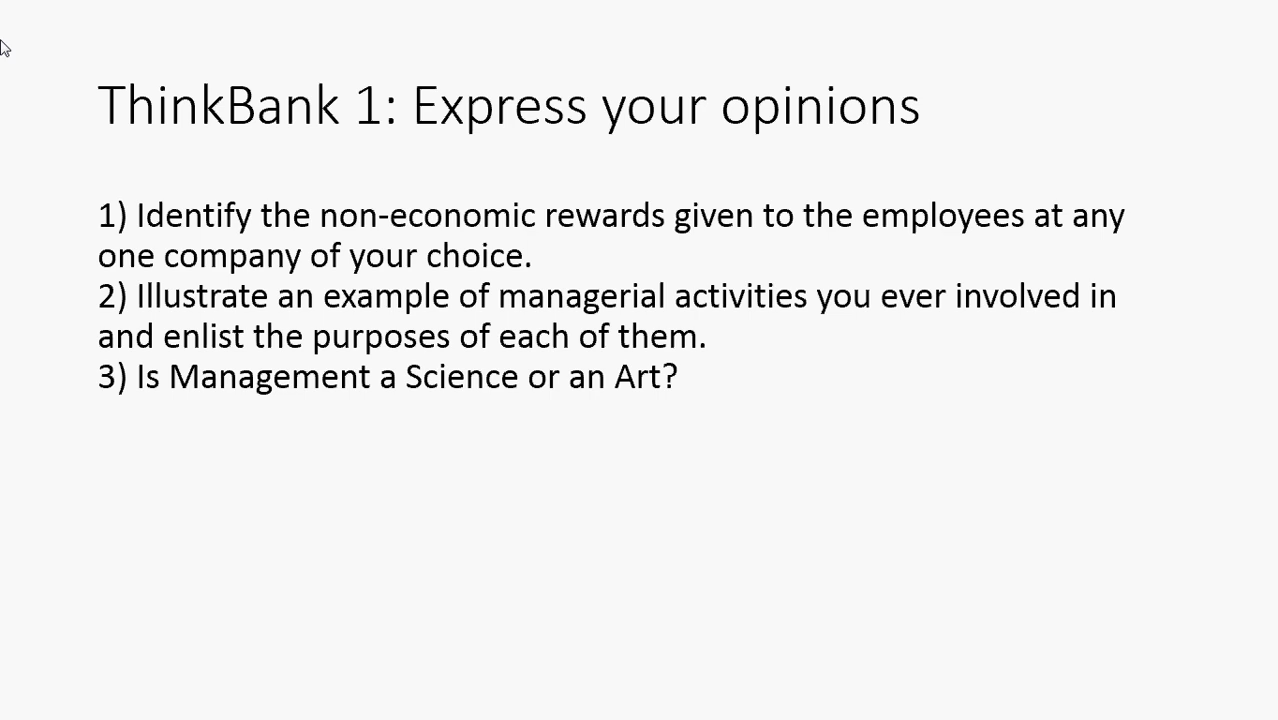 ThinkBank 1: Express your opinions
1) Identify the non-economic rewards given to the employees at any
one company of your choice.
2) Illustrate an example of managerial activities you ever involved in
and enlist the purposes of each of them.
3) Is Management a Science or an Art?